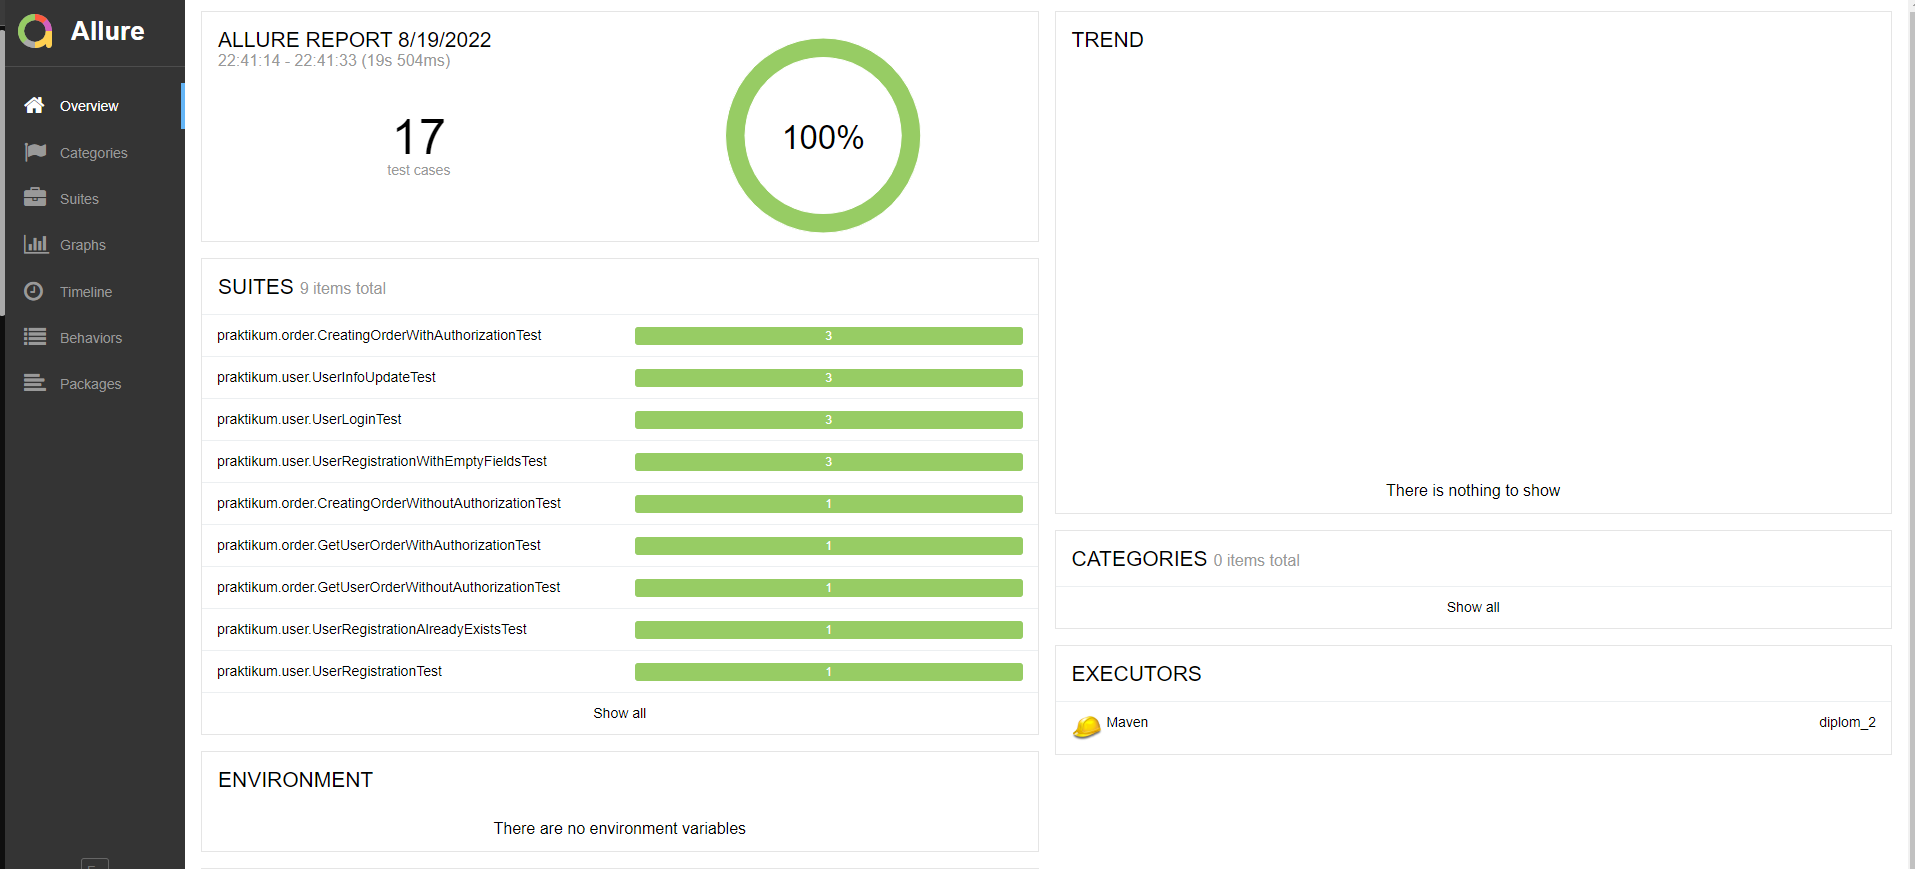 Allure
Overview
Categories
Suites
Graphs
Timeline
Behaviors
Packages
ALLURE REPORT 8/19/2022
22:41:14 - 22:41:33 (19s 504ms)
17
test cases
100%
SUITES 9 items total
praktikum.order.CreatingOrderWithAuthorizationTest 3
praktikum.user.UserInfoUpdateTest 3
praktikum.user.UserLoginTest 3
praktikum.user.UserRegistrationWithEmptyFieldsTest 3
praktikum.order.CreatingOrderWithoutAuthorizationTest 1
praktikum.order.GetUserOrderWithAuthorizationTest 1
praktikum.order.GetUserOrderWithoutAuthorizationTest 1
praktikum.user.UserRegistrationAlreadyExistsTest 1
praktikum.user.UserRegistrationTest 1
Show all
ENVIRONMENT
There are no environment variables
TREND
There is nothing to show
CATEGORIES 0 items total
Show all
EXECUTORS
Maven diplom_2